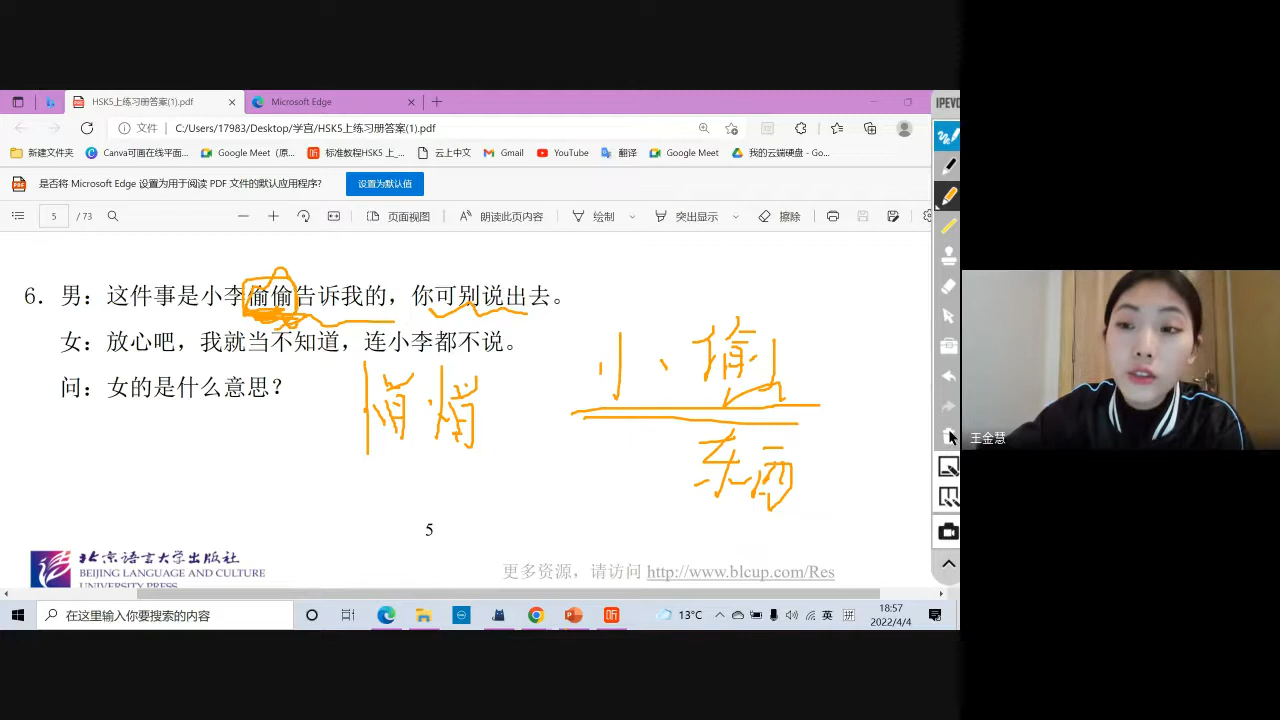 HSK5上练习册答案(1).pdf
Microsoft Edge
文件
C:/Users/17983/Desktop/学宫/HSK5上练习册答案(1).pdf
新建文件夹
Canva可画在线平面...
Google Meet（原...
标准教程HSK5 上_...
云上中文
Gmail
YouTube
翻译
Google Meet
我的云端硬盘 - Go...
是否将 Microsoft Edge 设置为用于阅读 PDF 文件的默认应用程序?
设置为默认值
5 / 73
页面视图
朗读此页内容
绘制
突出显示
擦除
IPEVO
6. 男：这件事是小李偷偷告诉我的，你可别说出去。
女：放心吧，我就当不知道，连小李都不说。
问：女的是什么意思？
悄悄
小偷
东西
5
北京语言大学出版社
BEIJING LANGUAGE AND CULTURE
UNIVERSITY PRESS
更多资源，请访问 http://www.blcup.com/Res
在这里输入你要搜索的内容
13°C
英
拼
18:57
2022/4/4
王金慧